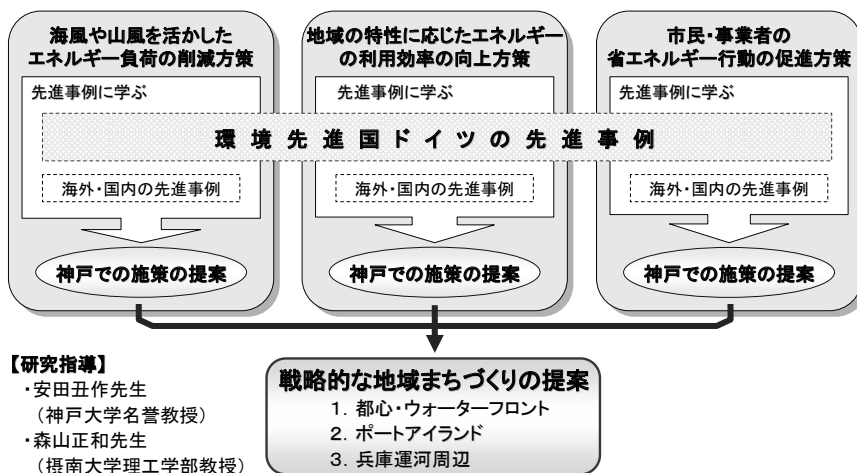 海風や山風を活かした
エネルギー負荷の削減方策
先進事例に学ぶ
地域の特性に応じたエネルギー
の利用効率の向上方策
先進事例に学ぶ
市民・事業者の
省エネルギー行動の促進方策
先進事例に学ぶ
環境先進国ドイツの先進事例
海外・国内の先進事例
海外・国内の先進事例
海外・国内の先進事例
神戸での施策の提案
神戸での施策の提案
神戸での施策の提案
【研究指導】
・安田丑作先生
（神戸大学名誉教授）
・森山正和先生
（摂南大学理工学部教授）
戦略的な地域まちづくりの提案
1. 都心・ウォーターフロント
2. ポートアイランド
3. 兵庫運河周辺